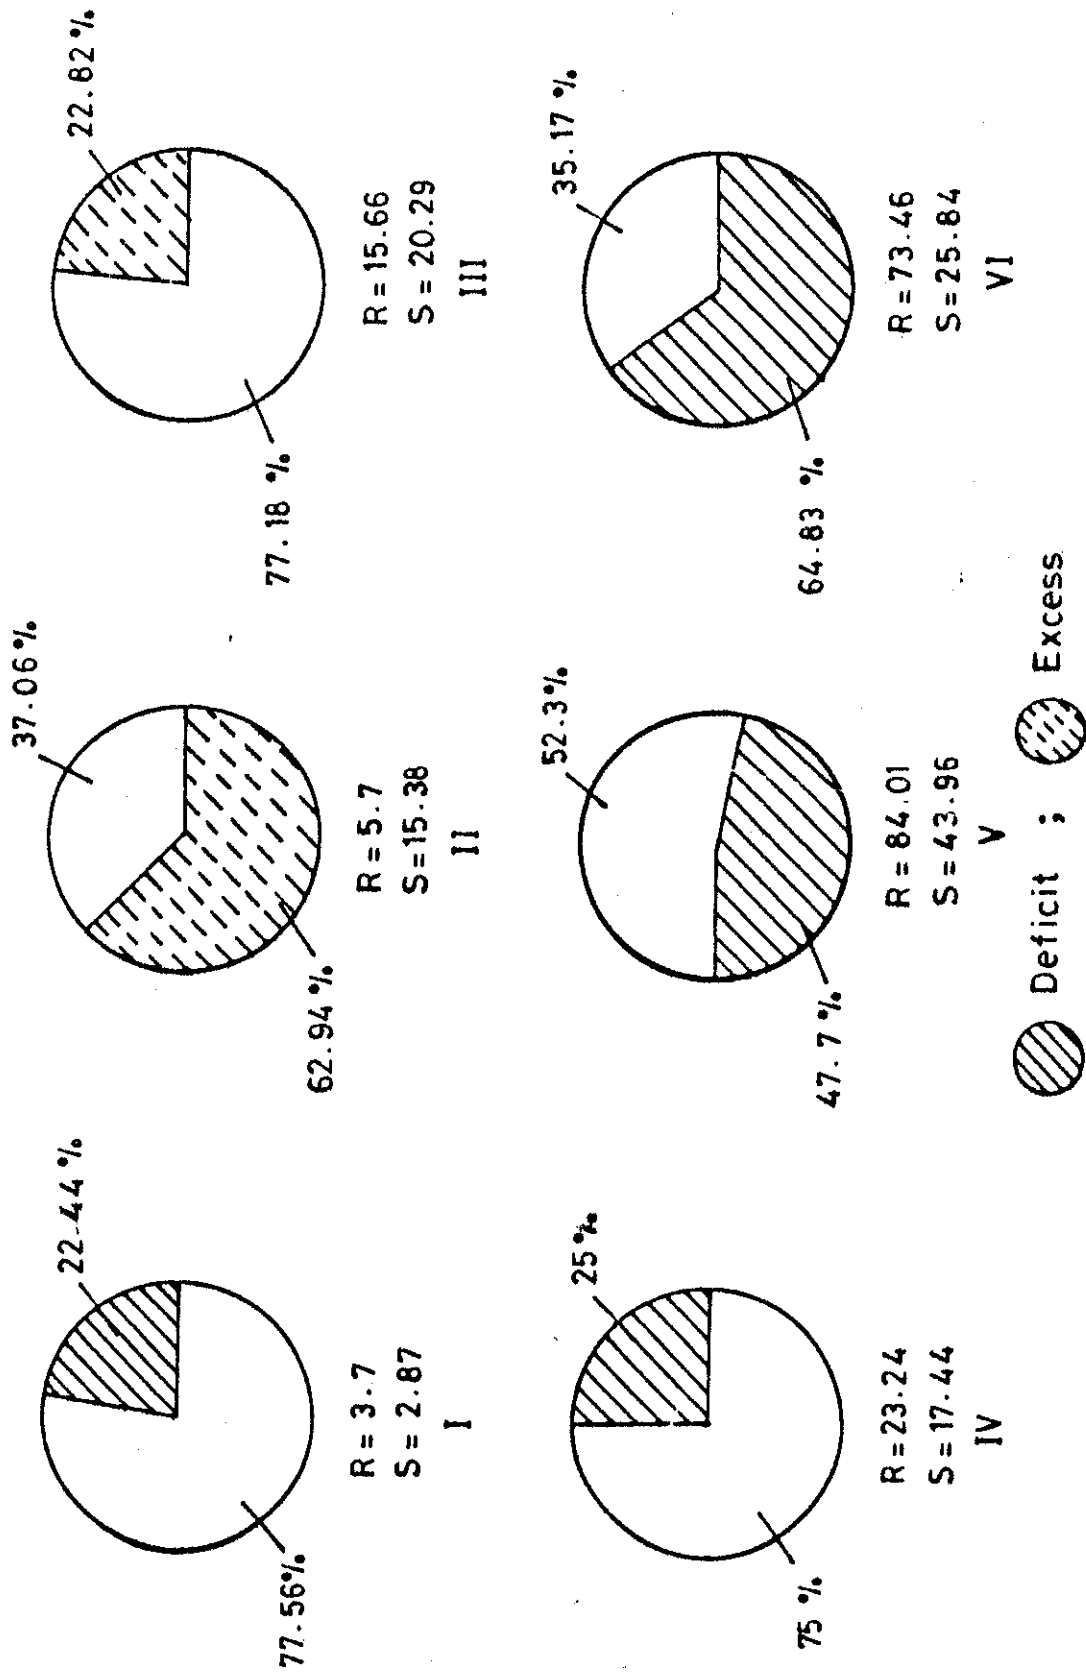 22.44%
77.56%
R = 3.7
S = 2.87
I
37.06%
62.94%
R = 5.7
S = 15.38
II
22.82%
77.18 %
R = 15.66
S = 20.29
III
25%
75 %
R = 23.24
S = 17.44
IV
52.3%
47.7%
R = 84.01
S = 43.96
V
35.17 %
64.83 %
R = 73.46
S = 25.84
VI
Deficit ; Excess